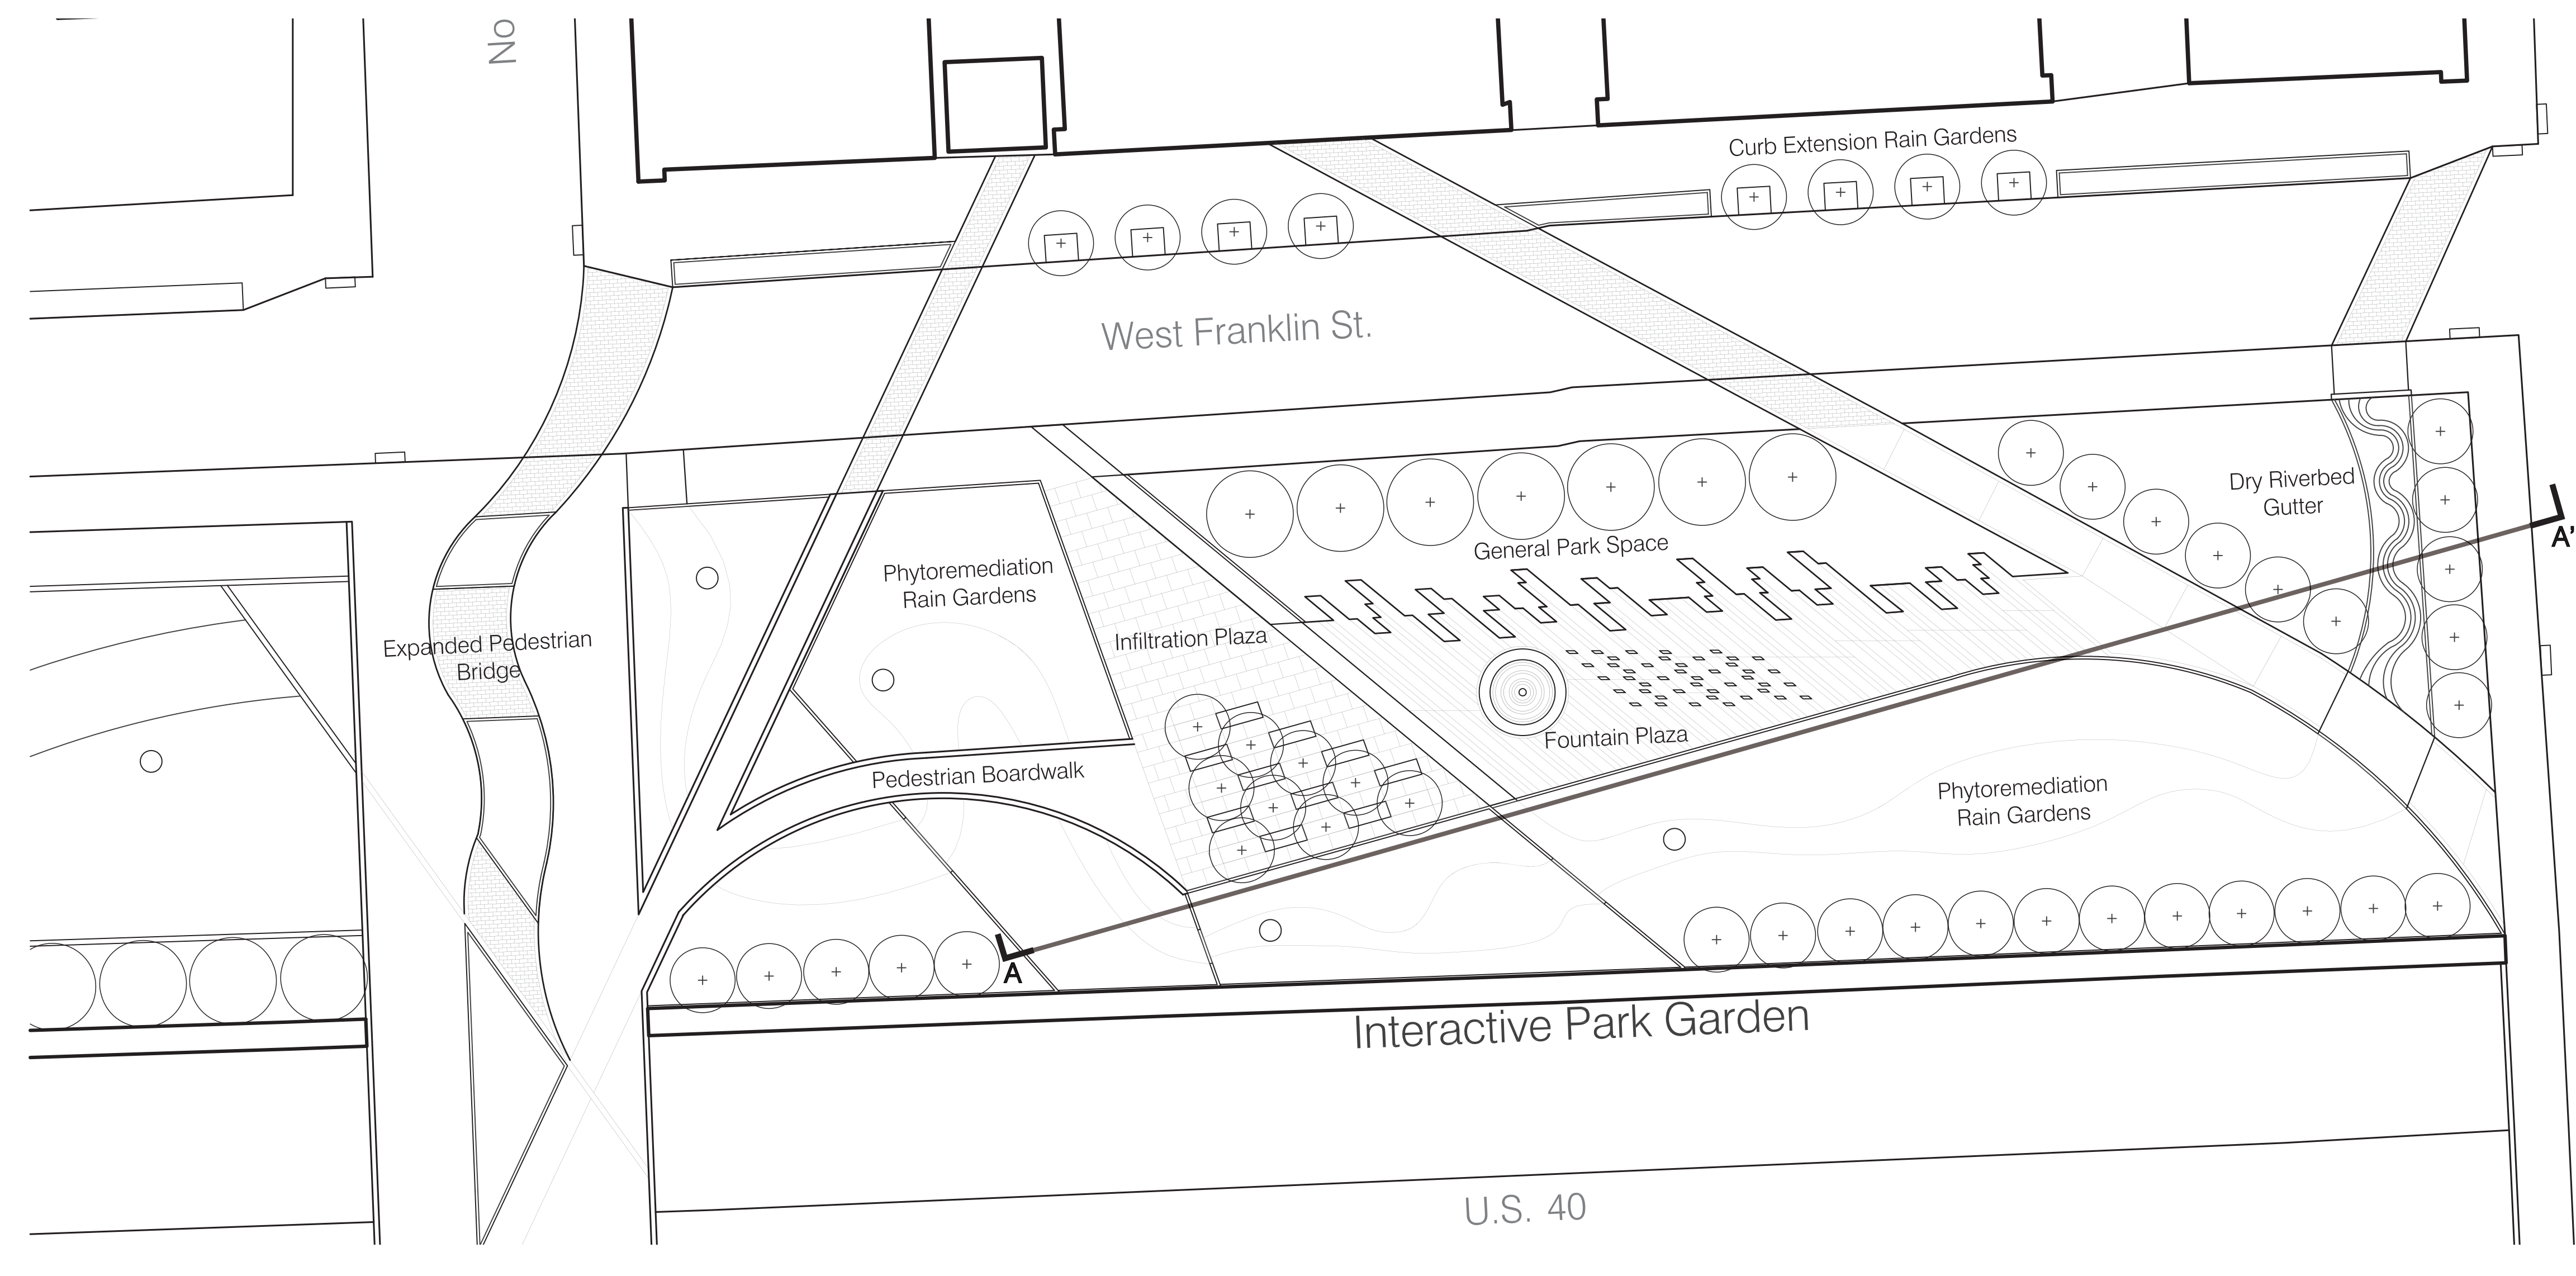 No
Curb Extension Rain Gardens
West Franklin St.
Dry Riverbed
Gutter
A'
General Park Space
Phytoremediation
Rain Gardens
Infiltration Plaza
Expanded Pedestrian
Bridge
Fountain Plaza
Pedestrian Boardwalk
Phytoremediation
Rain Gardens
A
Interactive Park Garden
U.S. 40